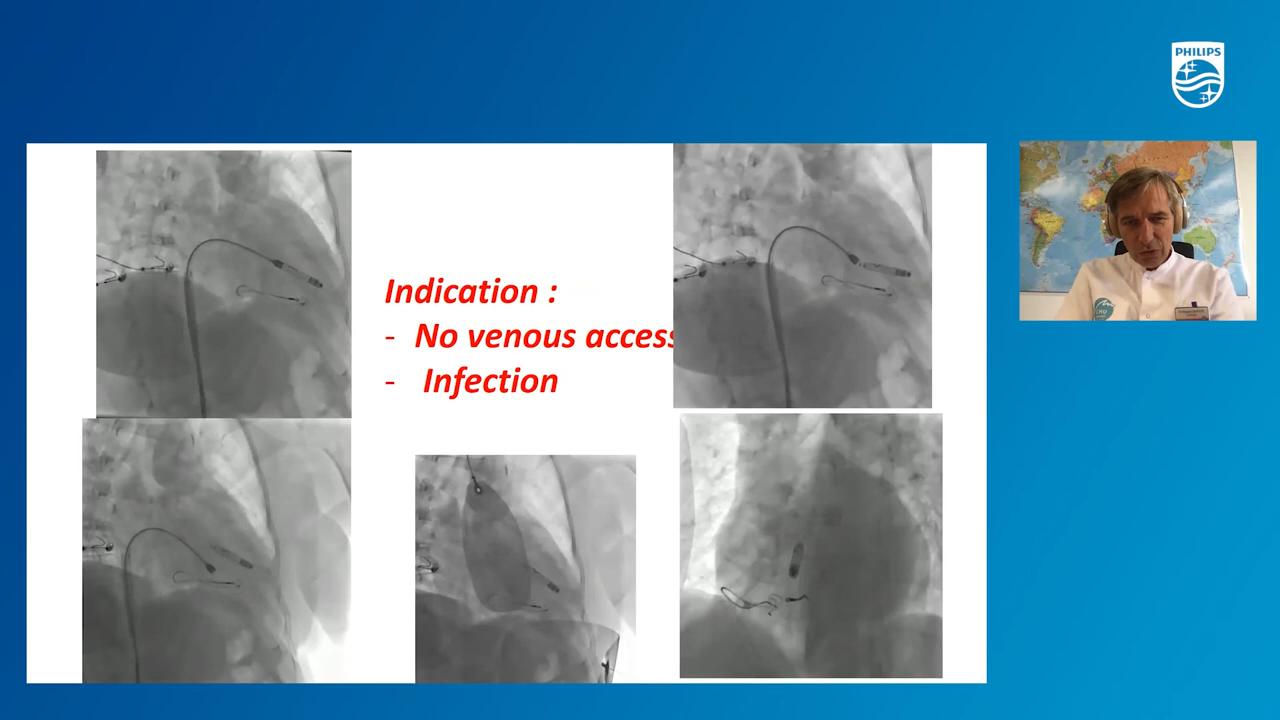 PHILIPS
Indication :
- No venous access
- Infection